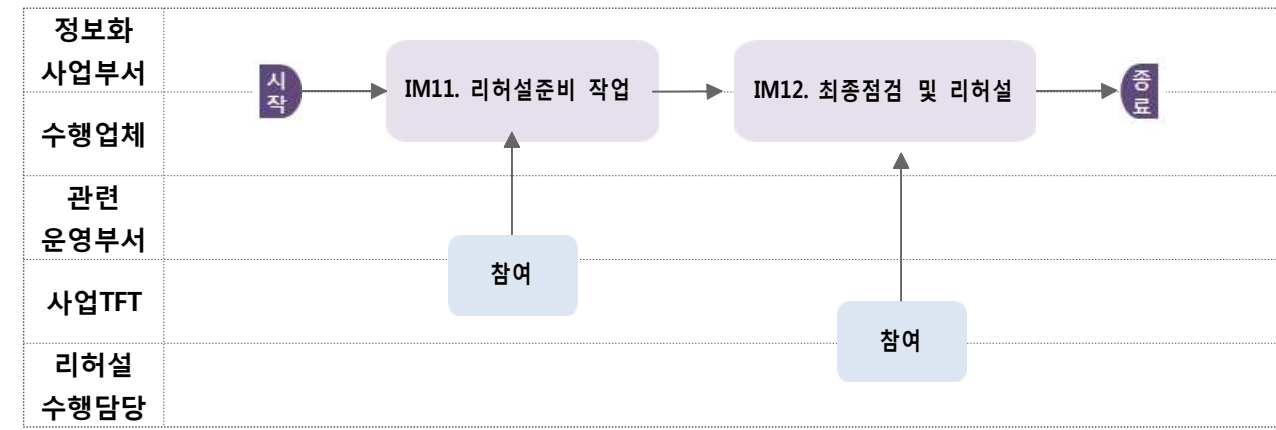 정보화
사업부서
수행업체
관련
운영부서
사업TFT
리허설
수행담당
시
작
IM11. 리허설준비 작업
IM12. 최종점검 및 리허설
종
료
참여
참여